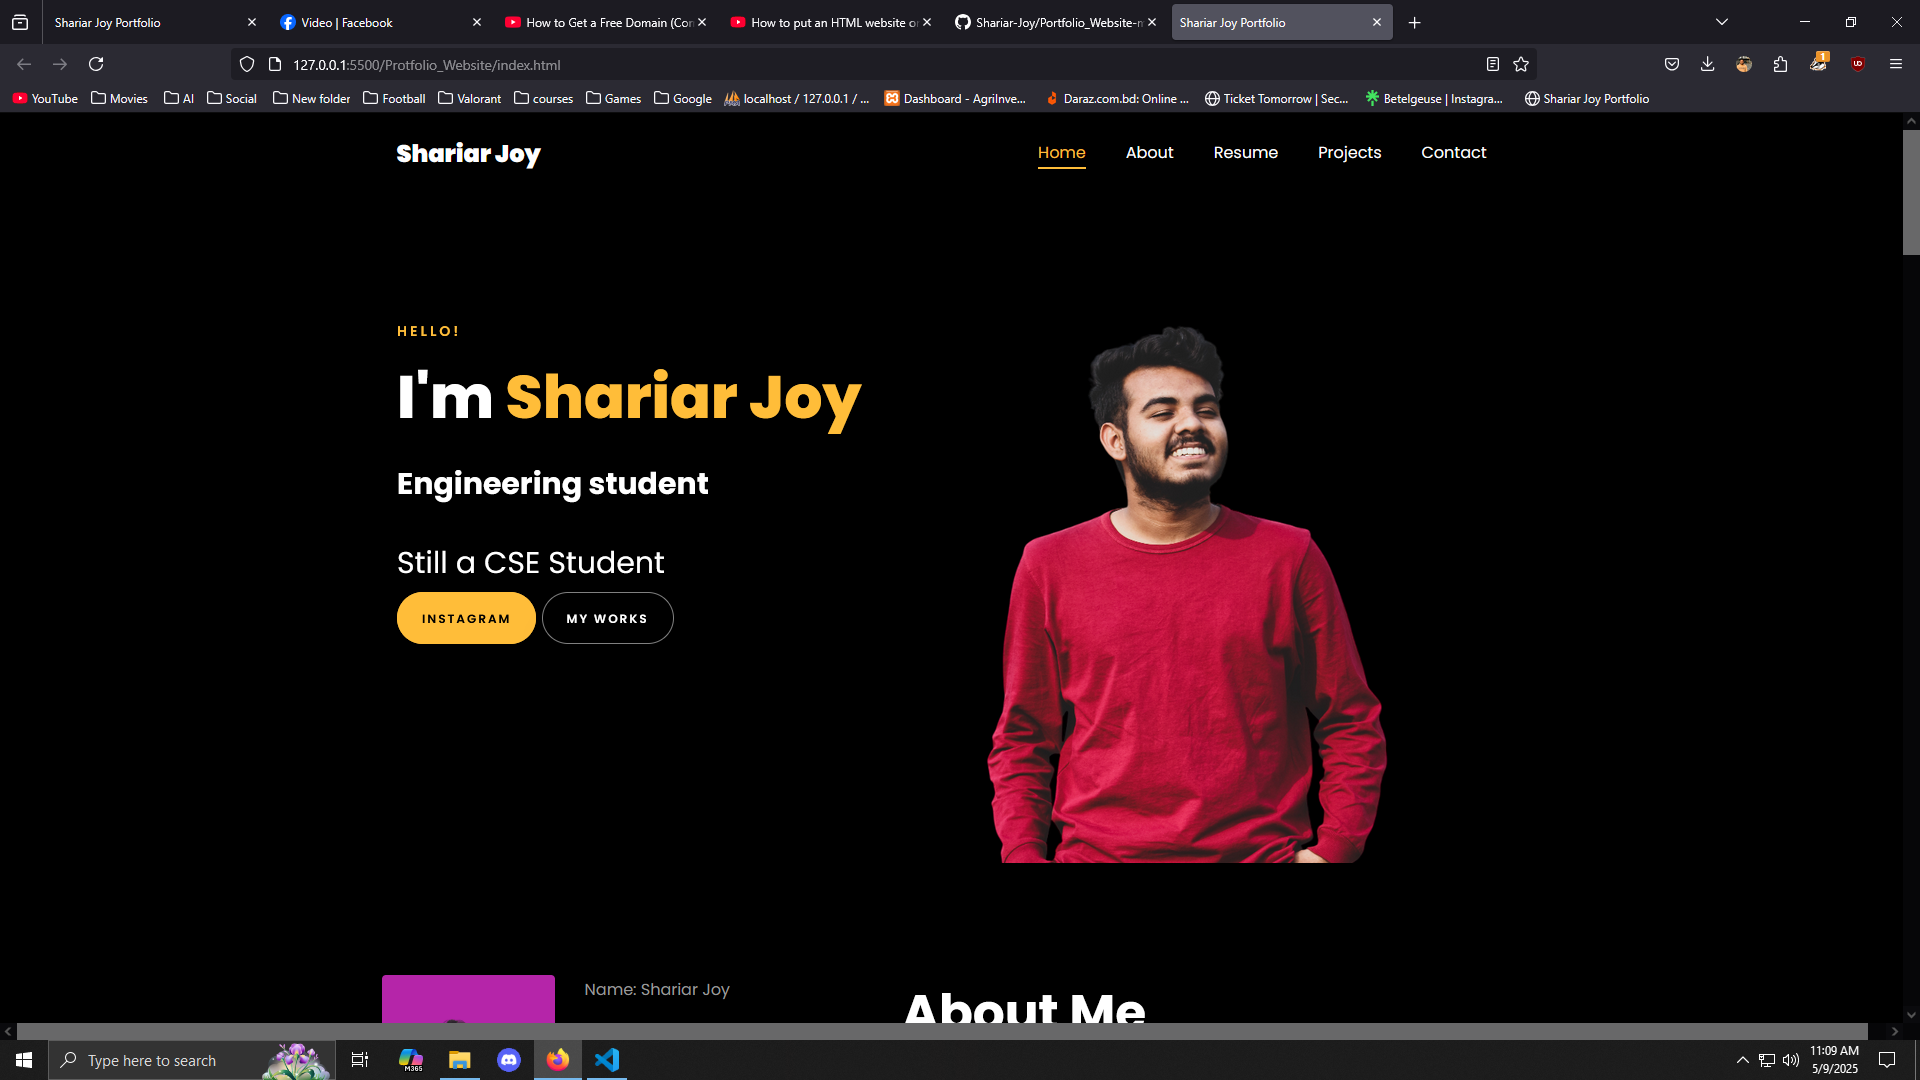 Shariar Joy Portfolio
Video | Facebook
How to Get a Free Domain (Con
How to put an HTML website o
Shariar-Joy/Portfolio_Website-m
Shariar Joy Portfolio
127.0.0.1:5500/Protfolio_Website/index.html
1
YouTube Movies AI Social New folder Football Valorant courses Games Google localhost / 127.0.0.1 / ... Dashboard - AgriInve... Daraz.com.bd: Online ... Ticket Tomorrow | Sec... Betelgeuse | Instagra... Shariar Joy Portfolio
Shariar Joy
Home About Resume Projects Contact
HELLO!
I'm Shariar Joy
Engineering student
Still a CSE Student
INSTAGRAM MY WORKS
Name: Shariar Joy
About Me
Type here to search
M365
11:09 AM
5/9/2025